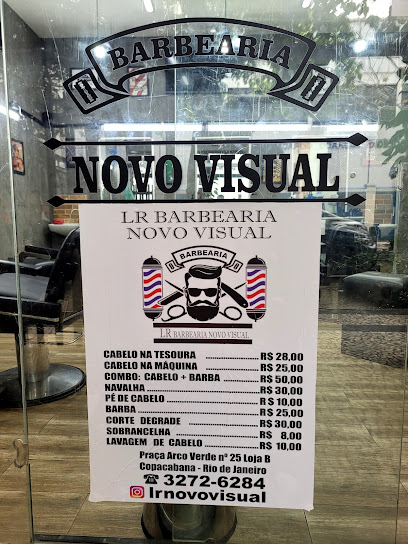 BARBEARIA
NOVO VISUAL
LR BARBEARIA
NOVO VISUAL
BARBEARIA
LR BARBEARIA NOVO VISUAL
CABELO NA TESOURA .................... R$ 28,00
CABELO NA MÁQUINA .................... R$ 25,00
COMBO: CABELO + BARBA ........... R$ 50,00
NAVALHA ........................................ R$ 30,00
PÉ DE CABELO ................................ R$ 10,00
BARBA ............................................ R$ 25,00
CORTE DEGRADE .......................... R$ 30,00
SOBRANCELHA .............................. R$ 8,00
LAVAGEM DE CABELO .................. R$ 10,00
Praça Arco Verde nº 25 Loja B
Copacabana - Rio de Janeiro
☎ 3272-6284
lrnovovisual